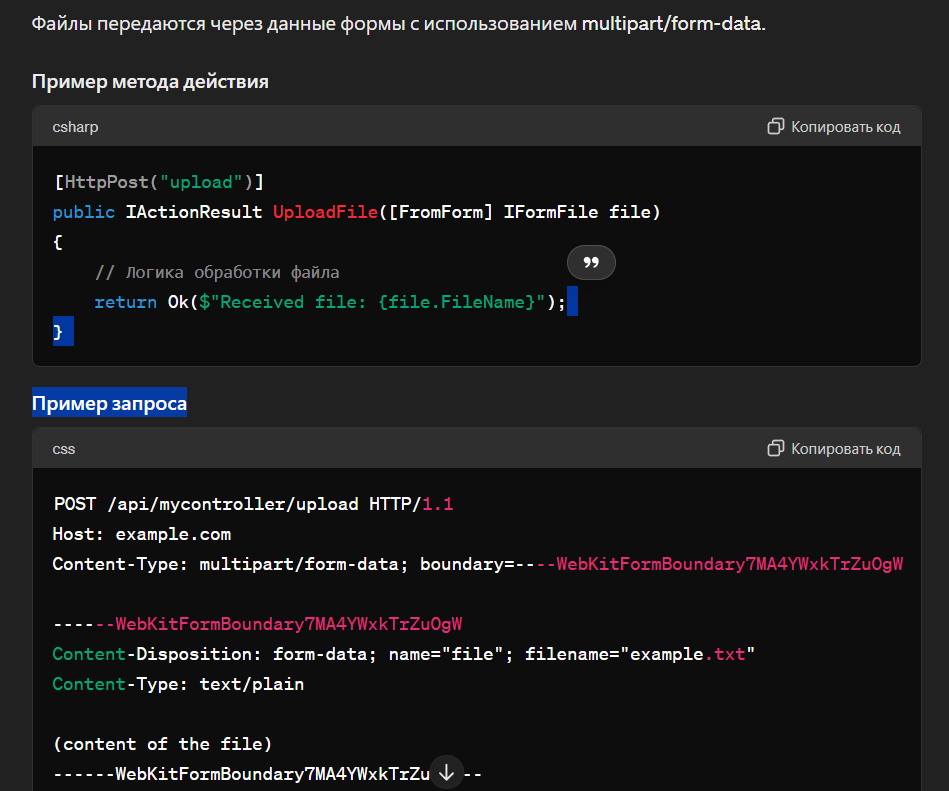 Файлы передаются через данные формы с использованием multipart/form-data.
Пример метода действия
csharp
Копировать код
[HttpPost("upload")]
public IActionResult UploadFile([FromForm] IFormFile file)
{
    // Логика обработки файла
    return Ok($"Received file: {file.FileName}");
}
Пример запроса
css
Копировать код
POST /api/mycontroller/upload HTTP/1.1
Host: example.com
Content-Type: multipart/form-data; boundary=----WebKitFormBoundary7MA4YWxkTrZu0gW
------WebKitFormBoundary7MA4YWxkTrZu0gW
Content-Disposition: form-data; name="file"; filename="example.txt"
Content-Type: text/plain
(content of the file)
------WebKitFormBoundary7MA4YWxkTrZu --